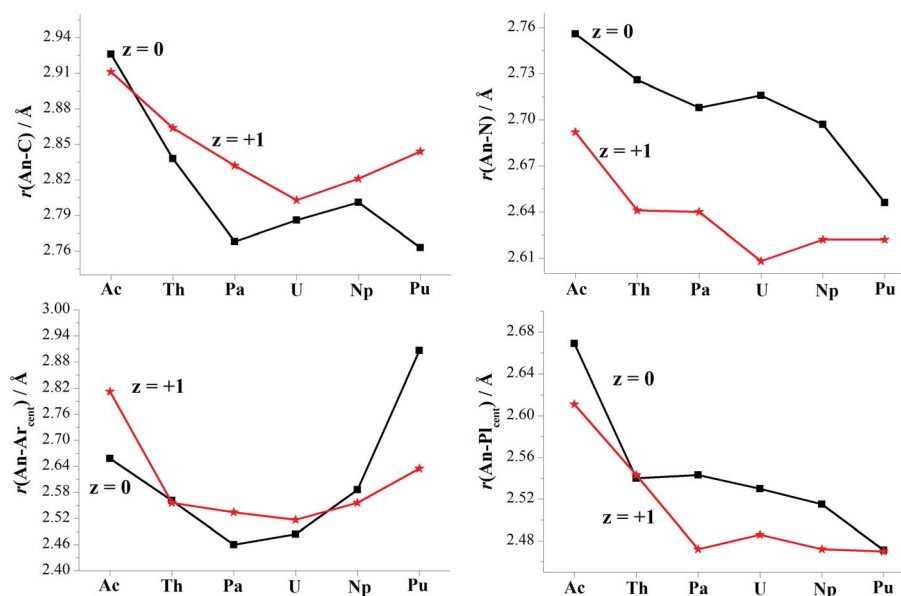 r(An-C) / Å
2.94
2.91
2.88
2.85
2.82
2.79
2.76
z = 0
z = +1
Ac Th Pa U Np Pu
r(An-N) / Å
2.76
2.73
2.70
2.67
2.64
2.61
z = 0
z = +1
Ac Th Pa U Np Pu
r(An-Ar cent) / Å
3.00
2.94
2.88
2.82
2.76
2.70
2.64
2.58
2.52
2.46
2.40
z = +1
z = 0
Ac Th Pa U Np Pu
r(An-Pl cent) / Å
2.68
2.64
2.60
2.56
2.52
2.48
z = 0
z = +1
Ac Th Pa U Np Pu